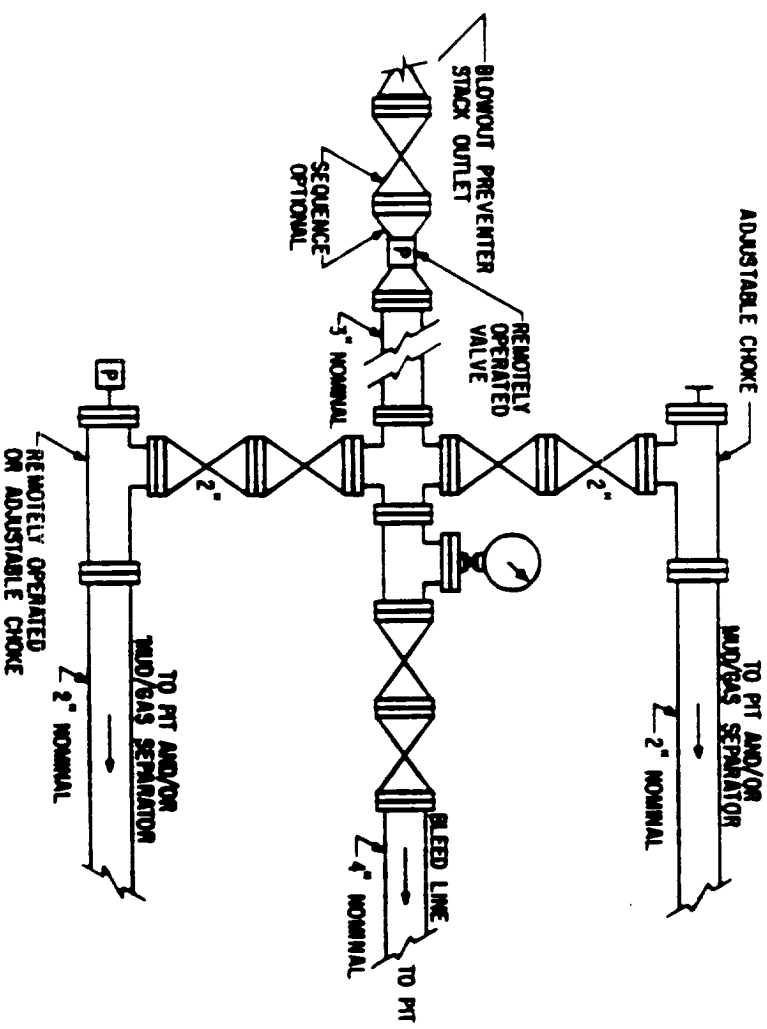 ADJUSTABLE CHOKE
BLOWOUT PREVENTER
STACK OUTLET
REMOTELY
OPERATED
VALVE
TO PIT AND/OR
MUD/GAS SEPARATOR
2" NOMINAL
2"
P
SEQUENCE
OPTIONAL
3" NOMINAL
BLEED LINE
4" NOMINAL
TO PIT
2"
P
REMOTELY OPERATED
OR ADJUSTABLE CHOKE
TO PIT AND/OR
MUD/GAS SEPARATOR
2" NOMINAL